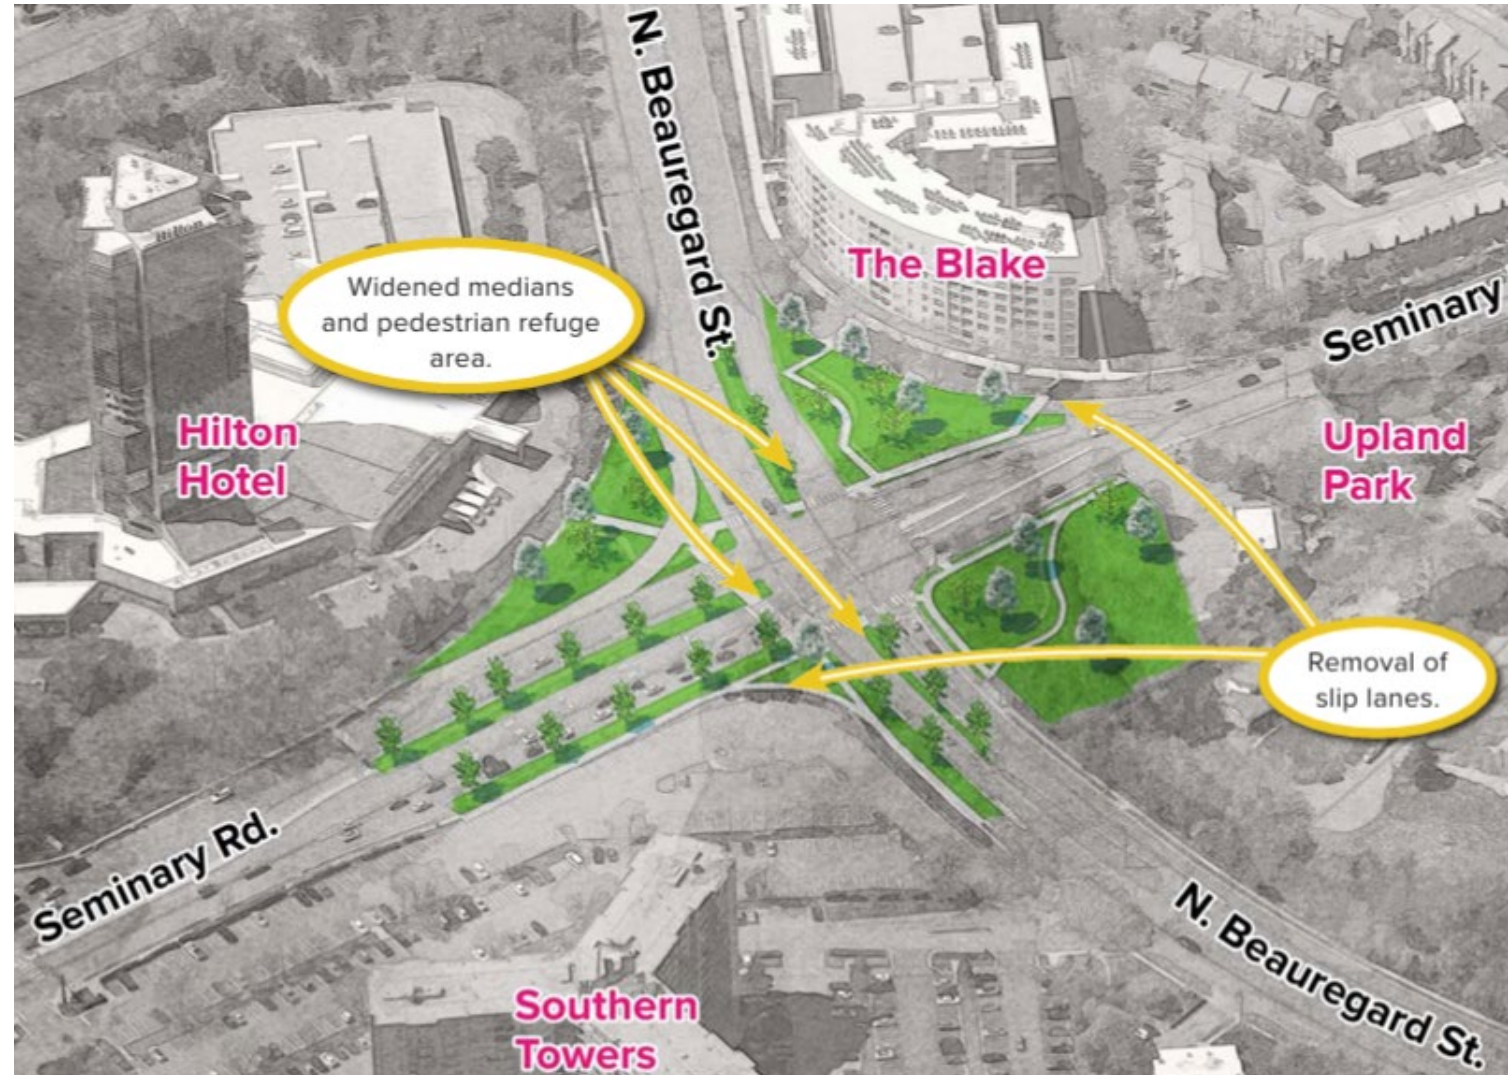 N. Beauregard St.
Hilton
The Blake
Widened medians
and pedestrian refuge
area.
Seminary
Hilton
Hotel
Upland
Park
Removal of
slip lanes.
Seminary Rd.
N. Beauregard St.
Southern
Towers